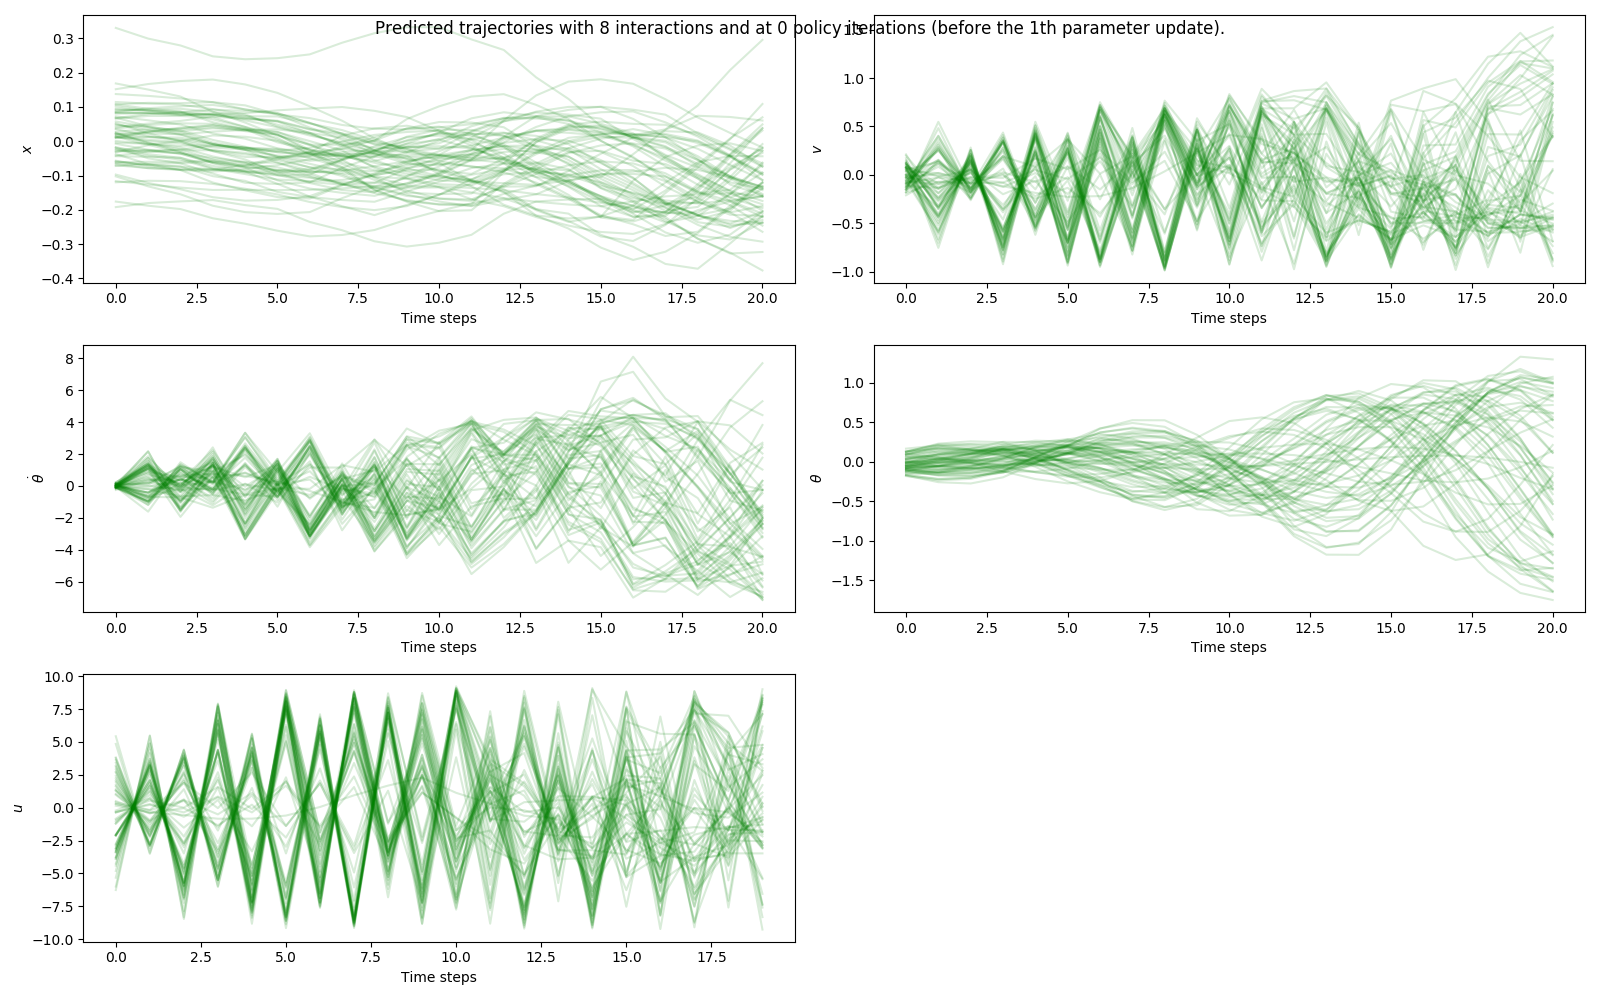 Predicted trajectories with 8 interactions and at 0 policy iterations (before the 1th parameter update).
0.3
0.2
0.1
0.0
−0.1
−0.2
−0.3
−0.4
x
0.0 2.5 5.0 7.5 10.0 12.5 15.0 17.5 20.0
Time steps
1.5
1.0
0.5
0.0
−0.5
−1.0
v
0.0 2.5 5.0 7.5 10.0 12.5 15.0 17.5 20.0
Time steps
8
6
4
2
0
−2
−4
−6
θ̇
0.0 2.5 5.0 7.5 10.0 12.5 15.0 17.5 20.0
Time steps
1.0
0.5
0.0
−0.5
−1.0
−1.5
θ
0.0 2.5 5.0 7.5 10.0 12.5 15.0 17.5 20.0
Time steps
10.0
7.5
5.0
2.5
0.0
−2.5
−5.0
−7.5
−10.0
u
0.0 2.5 5.0 7.5 10.0 12.5 15.0 17.5
Time steps